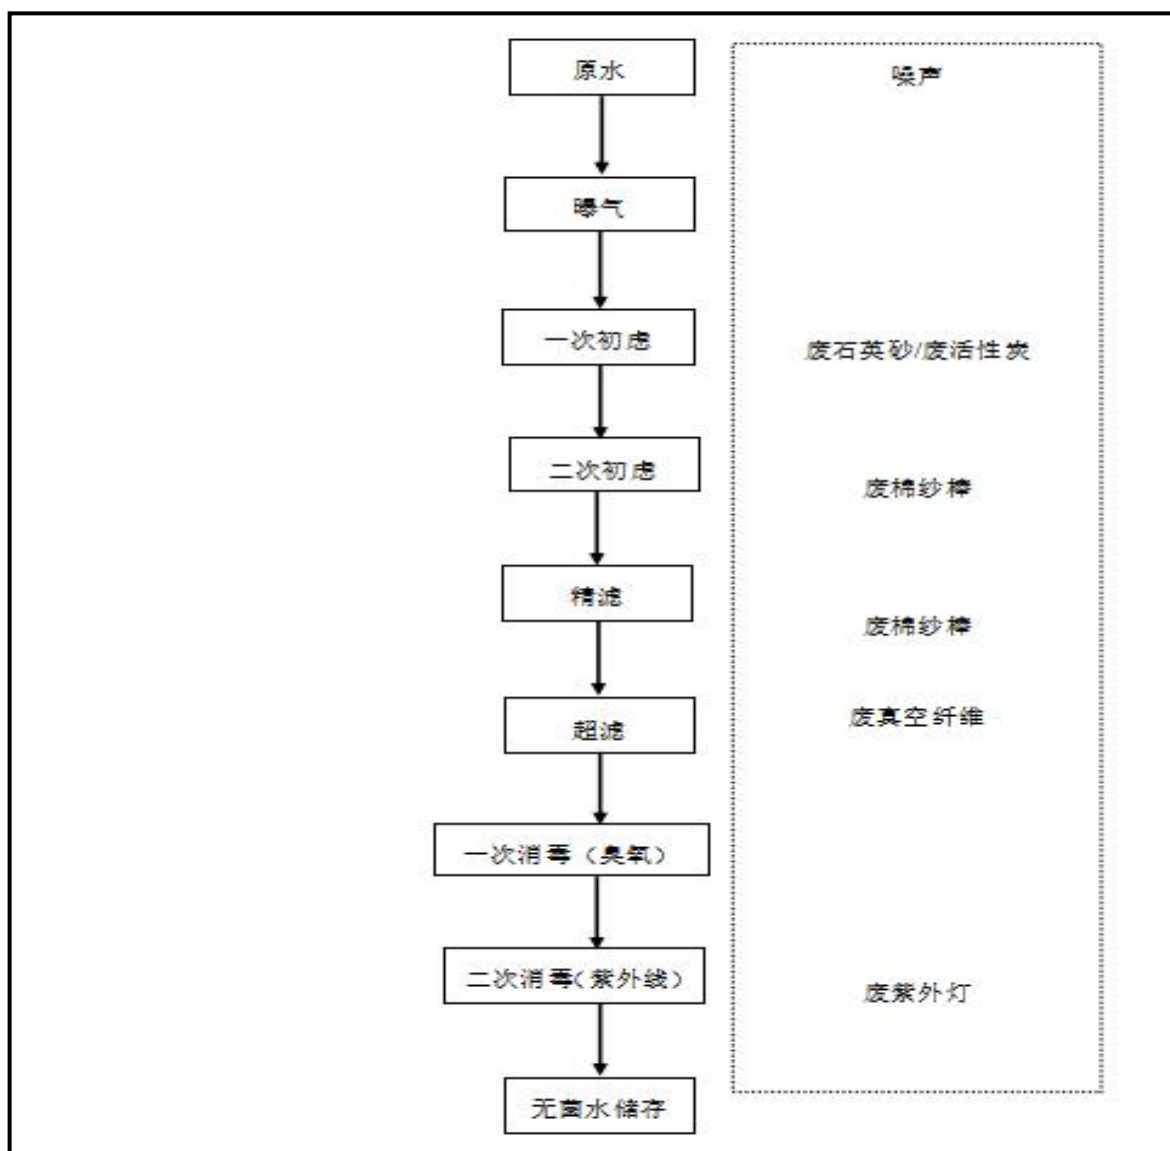 原水
噪声
曝气
一次初虑
废石英砂/废活性炭
二次初虑
废棉纱棒
精滤
废棉纱棒
超滤
废真空纤维
一次消毒（臭氧）
二次消毒（紫外线）
废紫外灯
无菌水储存